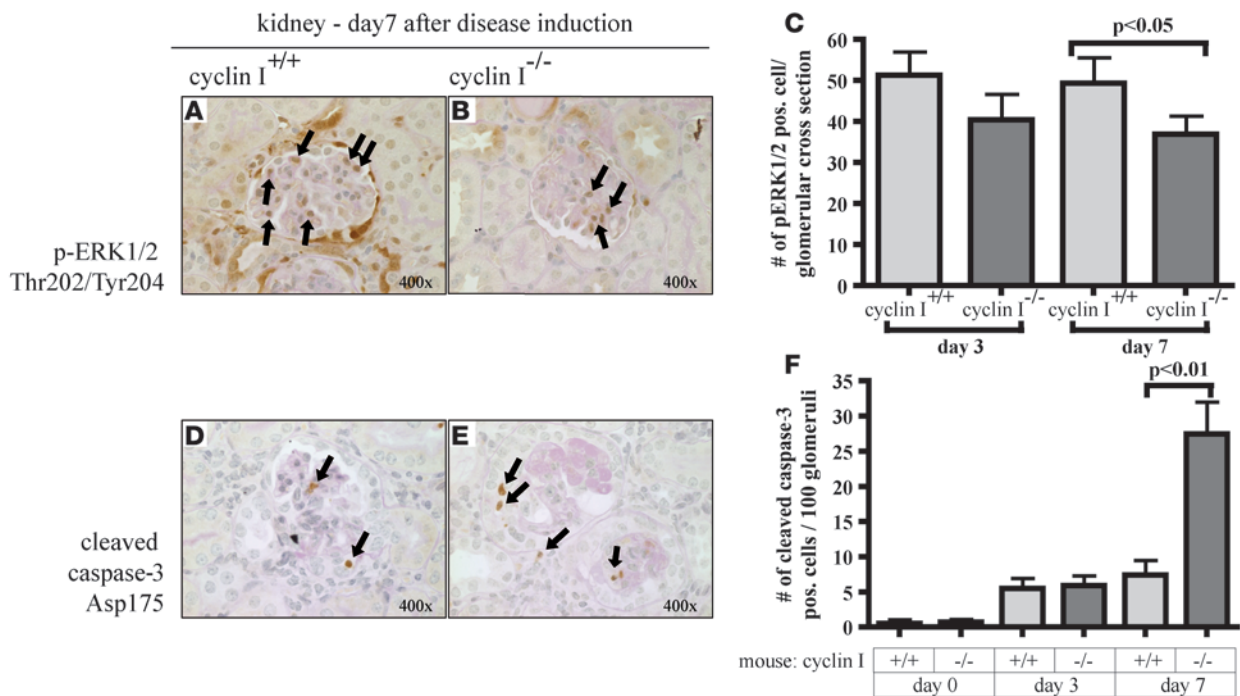 kidney - day7 after disease induction
cyclin I+/+
cyclin I-/-
A
B
p-ERK1/2
Thr202/Tyr204
400x
400x
C
p<0.05
# of pERK1/2 pos. cell/
glomerular cross section
60
50
40
30
20
10
0
cyclin I+/+
cyclin I-/-
cyclin I+/+
cyclin I-/-
day 3
day 7
D
E
cleaved
caspase-3
Asp175
400x
400x
F
p<0.01
# of cleaved caspase-3
pos. cells / 100 glomeruli
35
30
25
20
15
10
5
0
mouse: cyclin I +/+ -/- +/+ -/- +/+ -/-
day 0 day 3 day 7